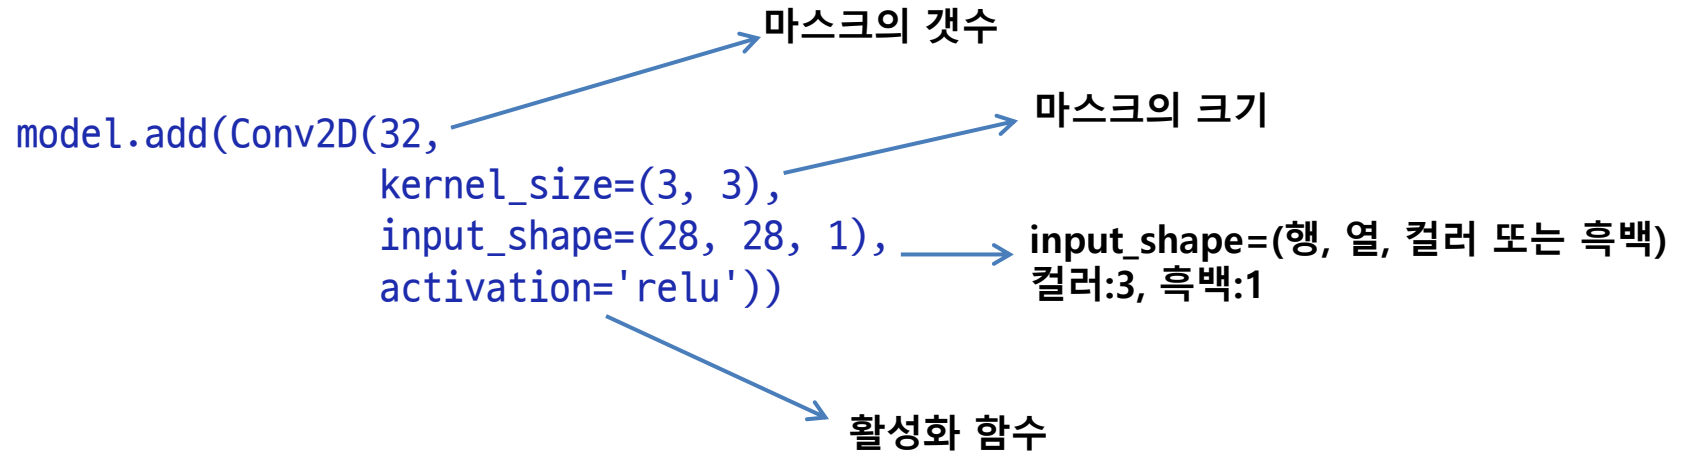 마스크의 갯수
마스크의 크기
model.add(Conv2D(32,
kernel_size=(3, 3),
input_shape=(28, 28, 1),
activation='relu'))
input_shape=(행, 열, 컬러 또는 흑백)
컬러:3, 흑백:1
활성화 함수